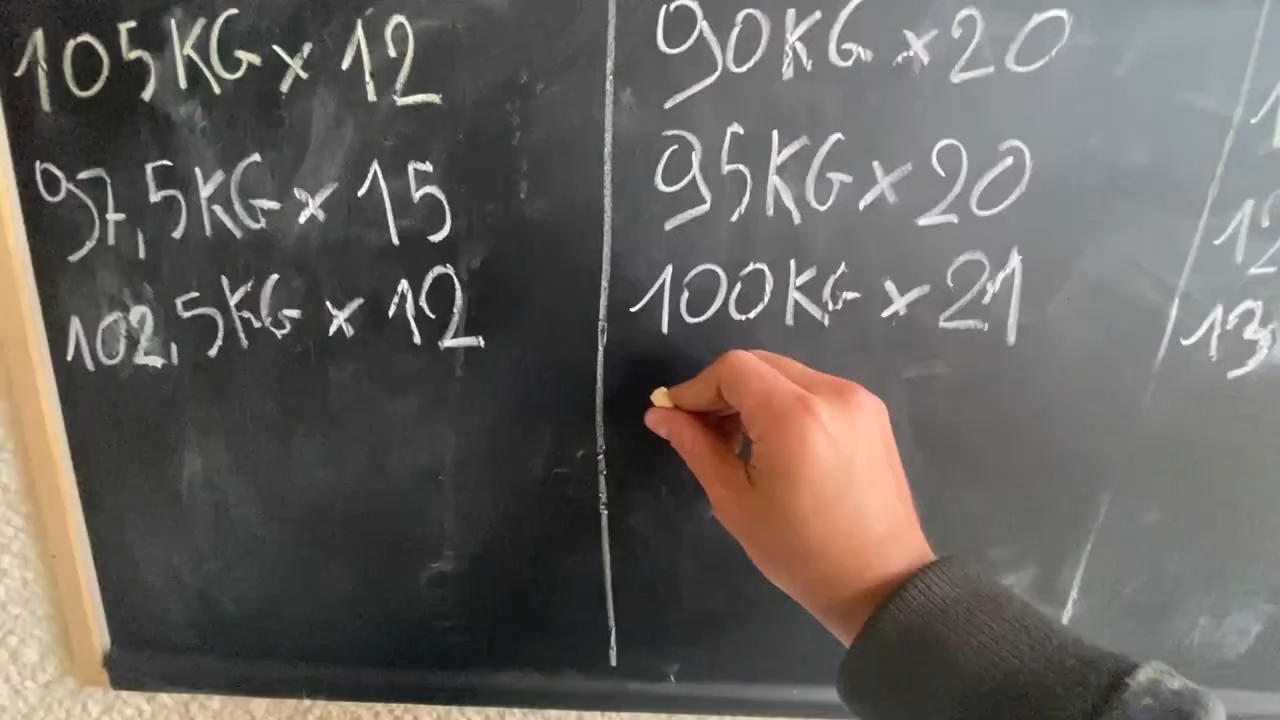 105KG x 12
97,5KG x 15
102,5KG x 12
90KG x 20
95KG x 20
100KG x 21